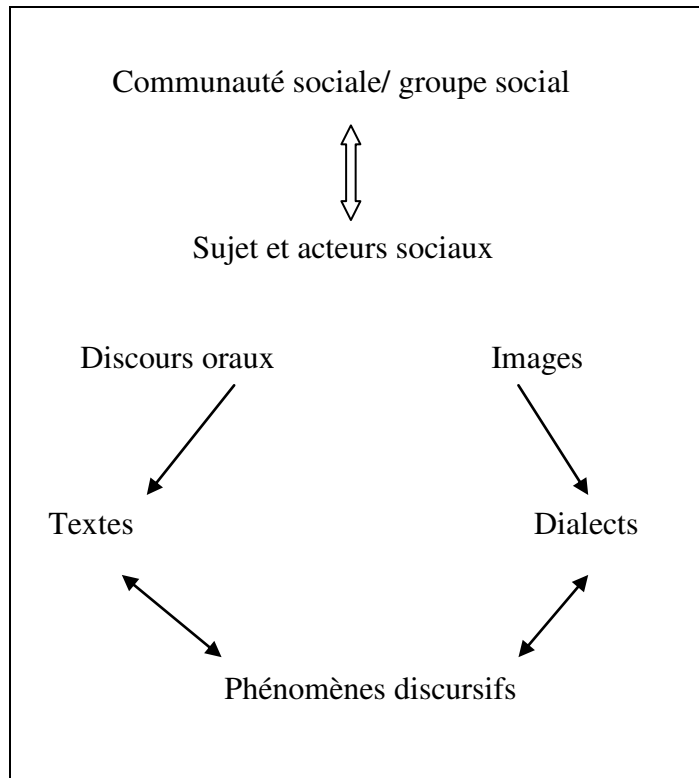 Communauté sociale/ groupe social
Sujet et acteurs sociaux
Discours oraux Images
Textes Dialects
Phénomènes discursifs